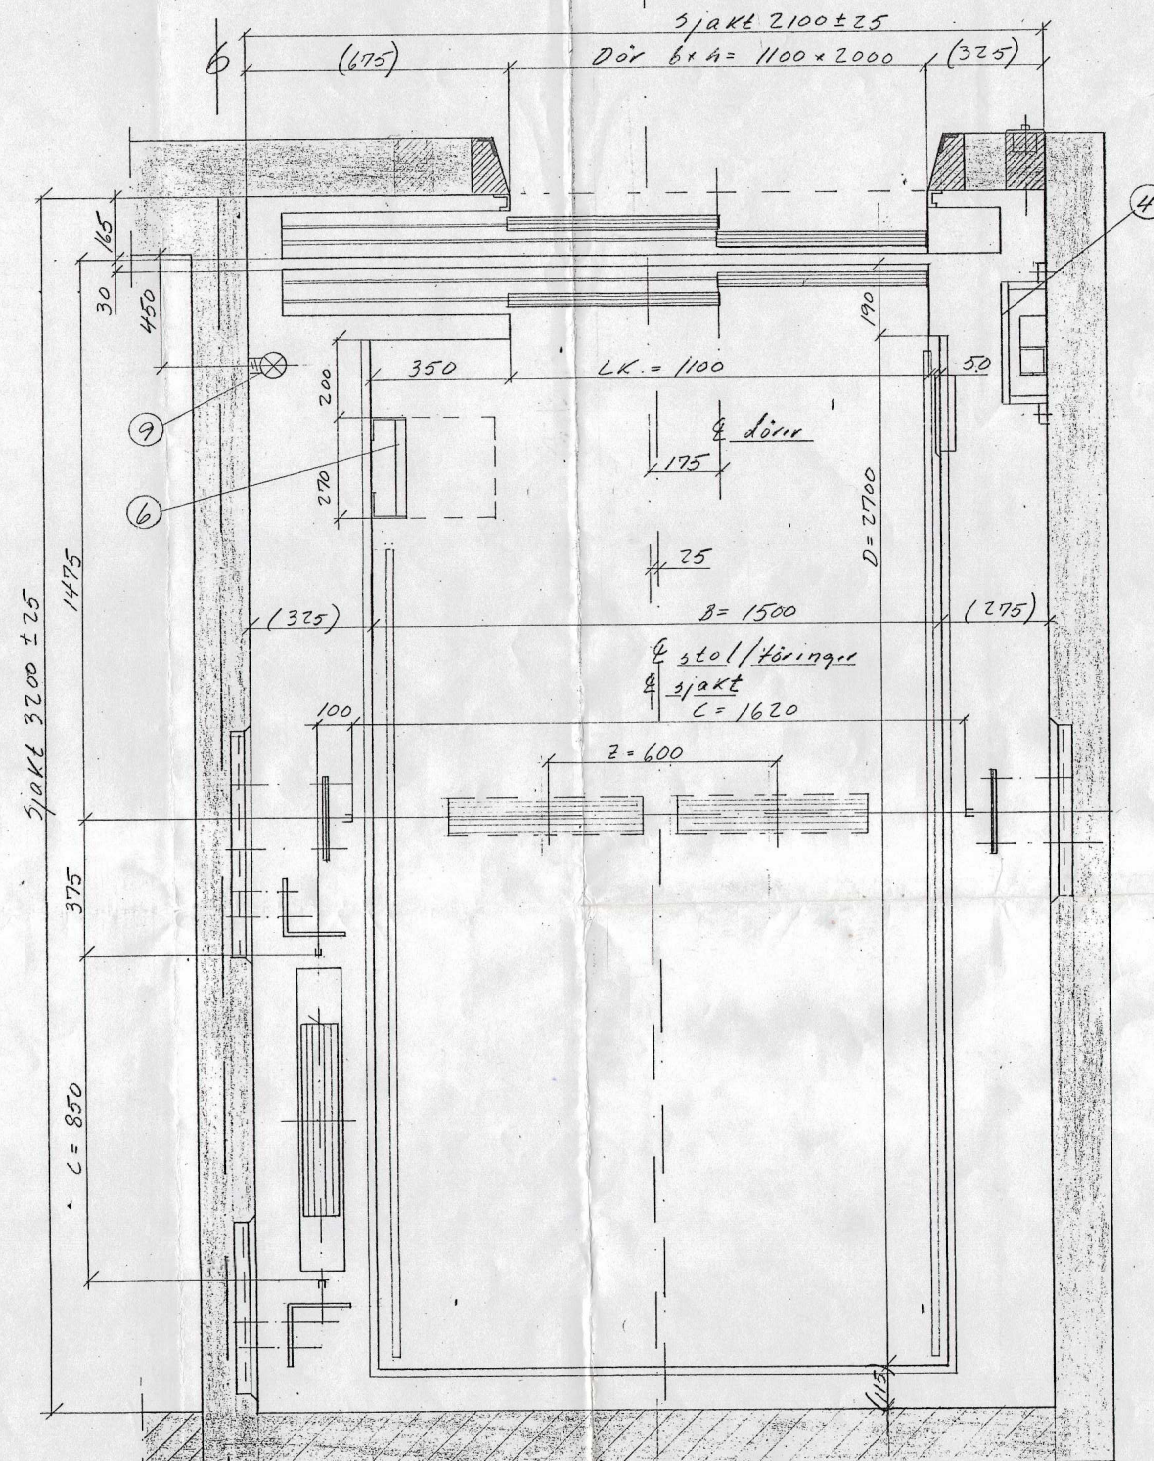 sjakt 2100 ± 25
6
(675)
Dör b x h = 1100 x 2000
(325)
165
30
450
4
190
200
350
LK. = 1100
50
9
℄ dörer
175
270
6
D = 2700
25
1475
sjakt 3200 ± 25
(325)
B = 1500
(275)
℄ stol/föringer
℄ sjakt
100
C = 1620
Z = 600
375
C = 850
(115)